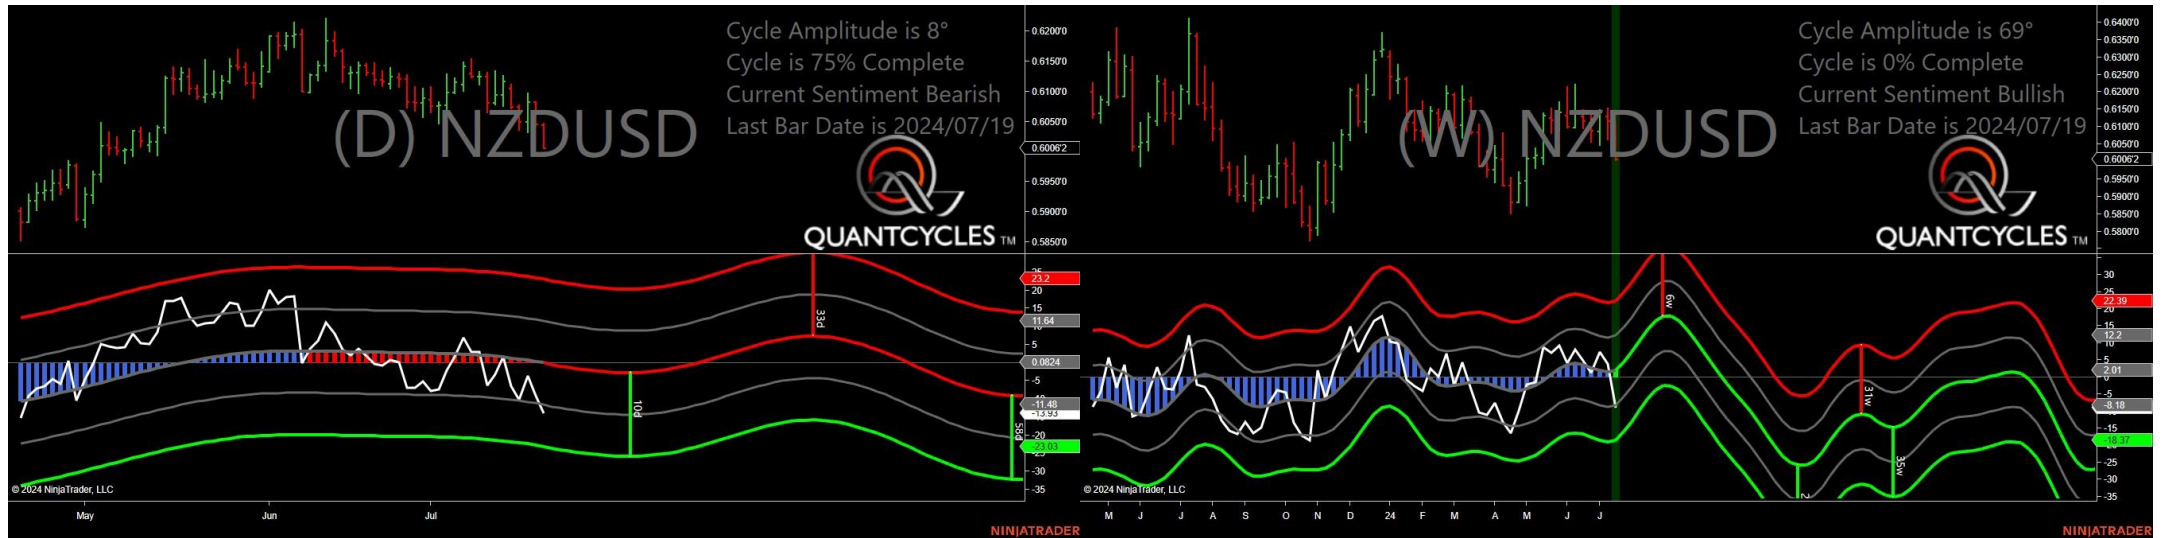 Cycle Amplitude is 8°
Cycle is 75% Complete
Current Sentiment Bearish
Last Bar Date is 2024/07/19
(D) NZDUSD
QUANTCYCLES TM
0.6200'0
0.6150'0
0.6100'0
0.6050'0
0.6006'2
0.5950'0
0.5900'0
0.5850'0
23.2
20
15
11.64
5
0.0824
-5
-11.48
-13.93
-20
-23.03
-30
-35
33d
10d
58d
© 2024 NinjaTrader, LLC
May Jun Jul
NINJATRADER
Cycle Amplitude is 69°
Cycle is 0% Complete
Current Sentiment Bullish
Last Bar Date is 2024/07/19
(W) NZDUSD
QUANTCYCLES TM
0.6400'0
0.6350'0
0.6300'0
0.6250'0
0.6200'0
0.6150'0
0.6100'0
0.6050'0
0.6006'2
0.5950'0
0.5900'0
0.5850'0
0.5800'0
30
25
22.39
20
15
12.2
10
5
2.01
0
-8.18
-15
-18.37
-25
-30
-35
6w
31w
35w
2
© 2024 NinjaTrader, LLC
M J J A S O N D 24 F M A M J J
NINJATRADER